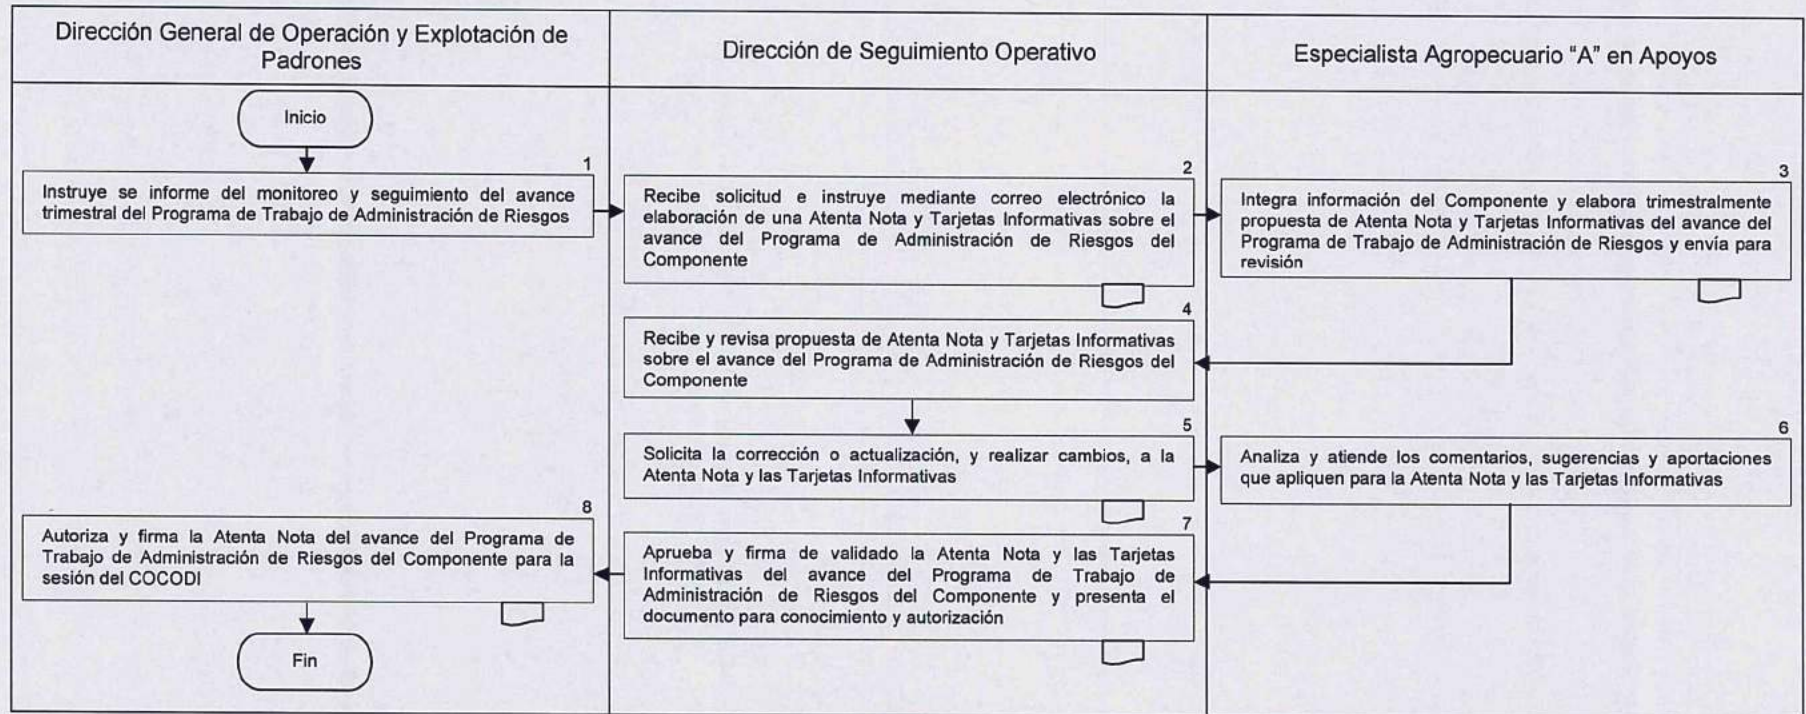 Dirección General de Operación y Explotación de
Padrones
Dirección de Seguimiento Operativo
Especialista Agropecuario “A” en Apoyos
Inicio
1
Instruye se informe del monitoreo y seguimiento del avance
trimestral del Programa de Trabajo de Administración de Riesgos
2
Recibe solicitud e instruye mediante correo electrónico la
elaboración de una Atenta Nota y Tarjetas Informativas sobre el
avance del Programa de Administración de Riesgos del
Componente
3
Integra información del Componente y elabora trimestralmente
propuesta de Atenta Nota y Tarjetas Informativas del avance del
Programa de Trabajo de Administración de Riesgos y envía para
revisión
4
Recibe y revisa propuesta de Atenta Nota y Tarjetas Informativas
sobre el avance del Programa de Administración de Riesgos del
Componente
5
Solicita la corrección o actualización, y realizar cambios, a la
Atenta Nota y las Tarjetas Informativas
6
Analiza y atiende los comentarios, sugerencias y aportaciones
que apliquen para la Atenta Nota y las Tarjetas Informativas
7
Aprueba y firma de validado la Atenta Nota y las Tarjetas
Informativas del avance del Programa de Trabajo de
Administración de Riesgos del Componente y presenta el
documento para conocimiento y autorización
8
Autoriza y firma la Atenta Nota del avance del Programa de
Trabajo de Administración de Riesgos del Componente para la
sesión del COCODI
Fin